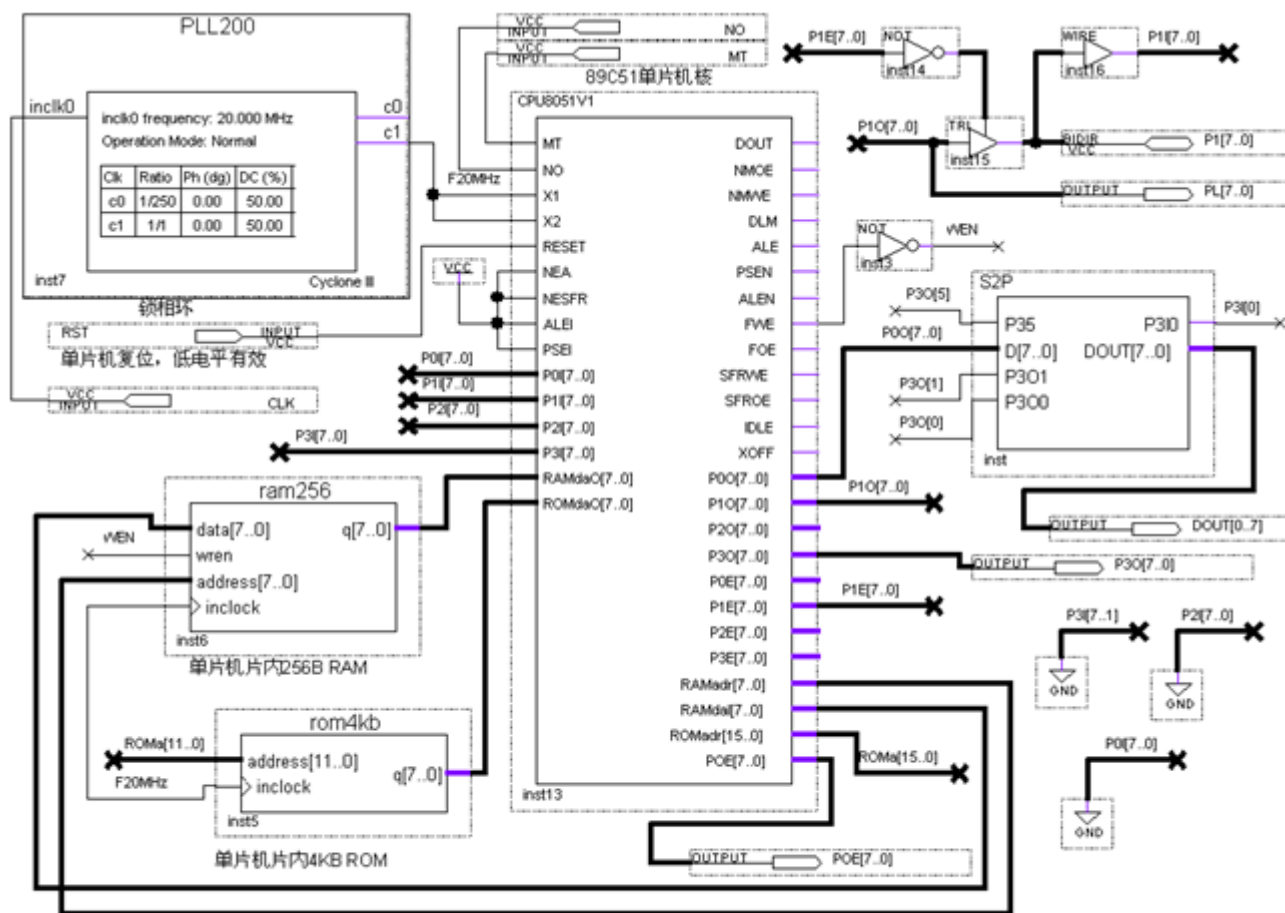 PLL200
inclk0
c0
c1
inclk0 frequency: 20.000 MHz
Operation Mode: Normal
Clk Ratio Ph (dg) DC (%)
c0 1/250 0.00 50.00
c1 1/1 0.00 50.00
inst7
Cyclone III
锁相环
RST
INPUT
VCC
单片机复位，低电平有效
VCC
INPUT
CLK
VCC
INPUT
NO
VCC
INPUT
MT
89C51单片机核
CPU8051V1
F20MHz
VCC
MT
NO
X1
X2
RESET
NEA
NESFR
ALEI
PSEI
P0I[7..0]
P1I[7..0]
P2I[7..0]
P3I[7..0]
RAMdaO[7..0]
ROMdaO[7..0]
P0I[7..0]
P1I[7..0]
P2I[7..0]
P3I[7..0]
DOUT
NMOE
NMWE
DLM
ALE
PSEN
ALEN
FWE
FOE
SFRWE
SFROE
IDLE
XOFF
P0O[7..0]
P1O[7..0]
P2O[7..0]
P3O[7..0]
P0E[7..0]
P1E[7..0]
P2E[7..0]
P3E[7..0]
RAMadr[7..0]
RAMdaI[7..0]
ROMadr[15..0]
POE[7..0]
inst13
P1E[7..0]
NOT
inst14
WIRE
inst16
P1I[7..0]
P1O[7..0]
TRI
inst15
BIDIR
VCC
P1[7..0]
OUTPUT
PL[7..0]
NOT
inst3
WEN
S2P
P3O[5]
P0O[7..0]
P3O[1]
P3O[0]
P35
D[7..0]
P3O1
P3O0
P3I0
DOUT[7..0]
P3I[0]
inst
OUTPUT
DOUT[0..7]
P1O[7..0]
OUTPUT
P3O[7..0]
P1E[7..0]
P3I[7..1]
GND
P2I[7..0]
GND
P0I[7..0]
GND
ROMa[15..0]
OUTPUT
POE[7..0]
ram256
data[7..0]
wren
address[7..0]
inclock
q[7..0]
WEN
inst6
单片机片内256B RAM
rom4kb
ROMa[11..0]
address[11..0]
F20MHz
inclock
q[7..0]
inst5
单片机片内4KB ROM